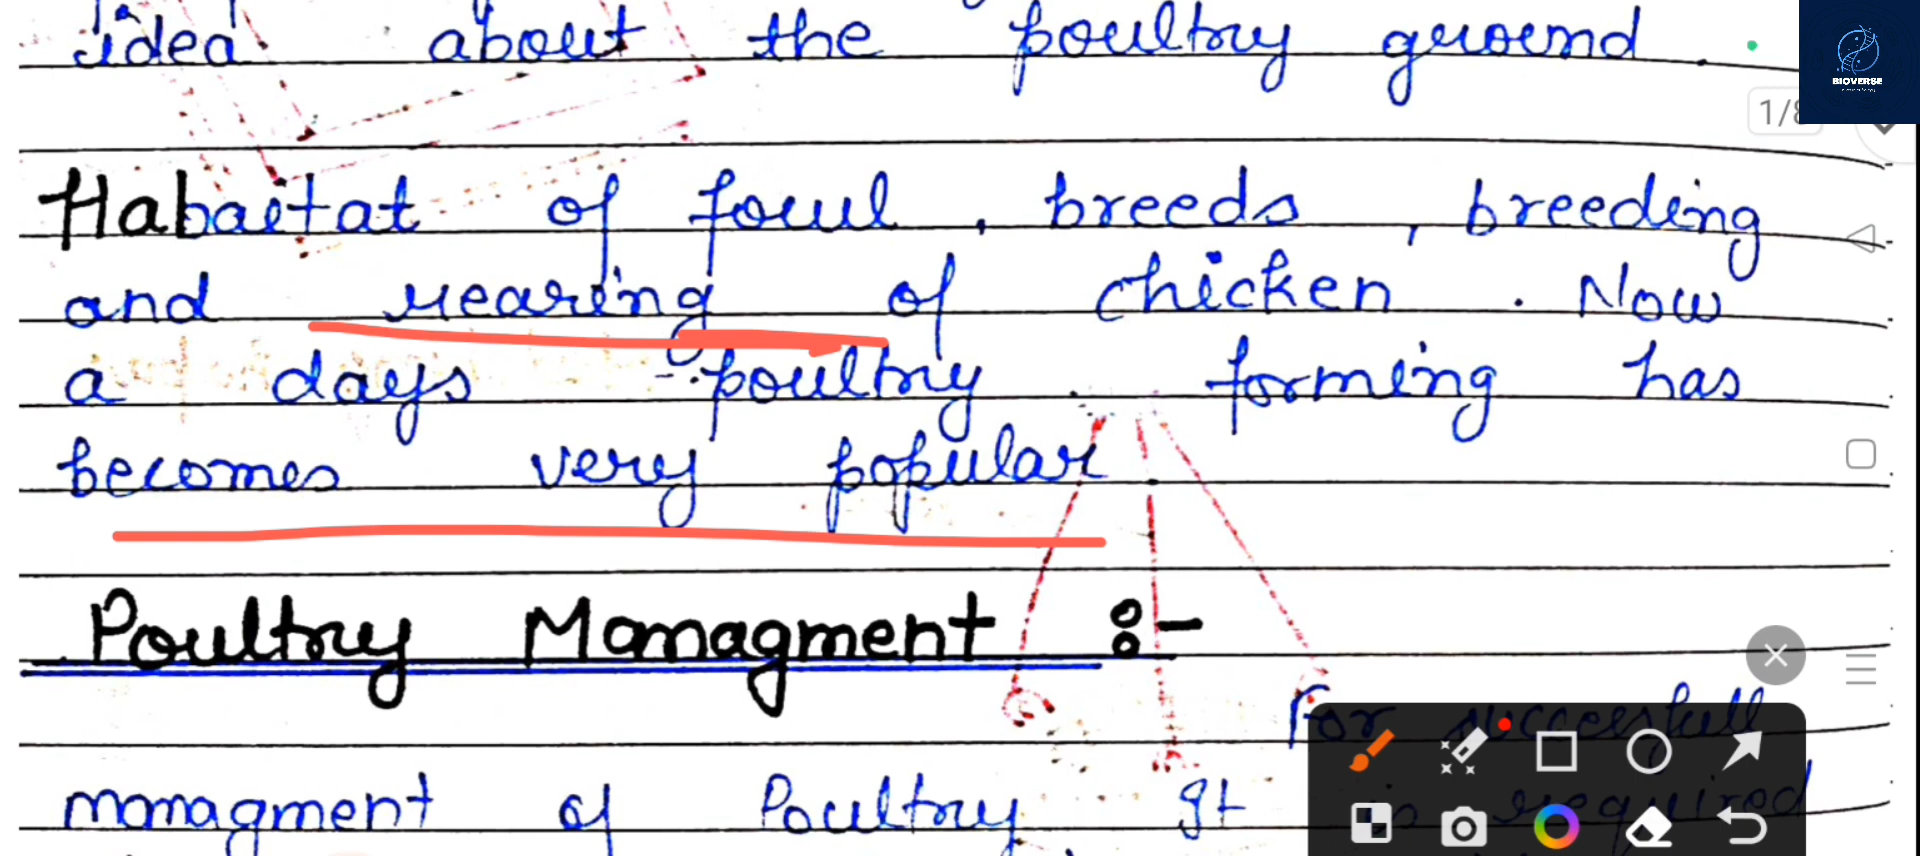 idea about the poultry ground .
BIOVERSE
1/8
Habaitat of fowl , breeds , breeding
and rearing of chicken . Now
a days poultry forming has
becomes very popular
Poultry Managment :-
For successfull
managment of Poultry It is required